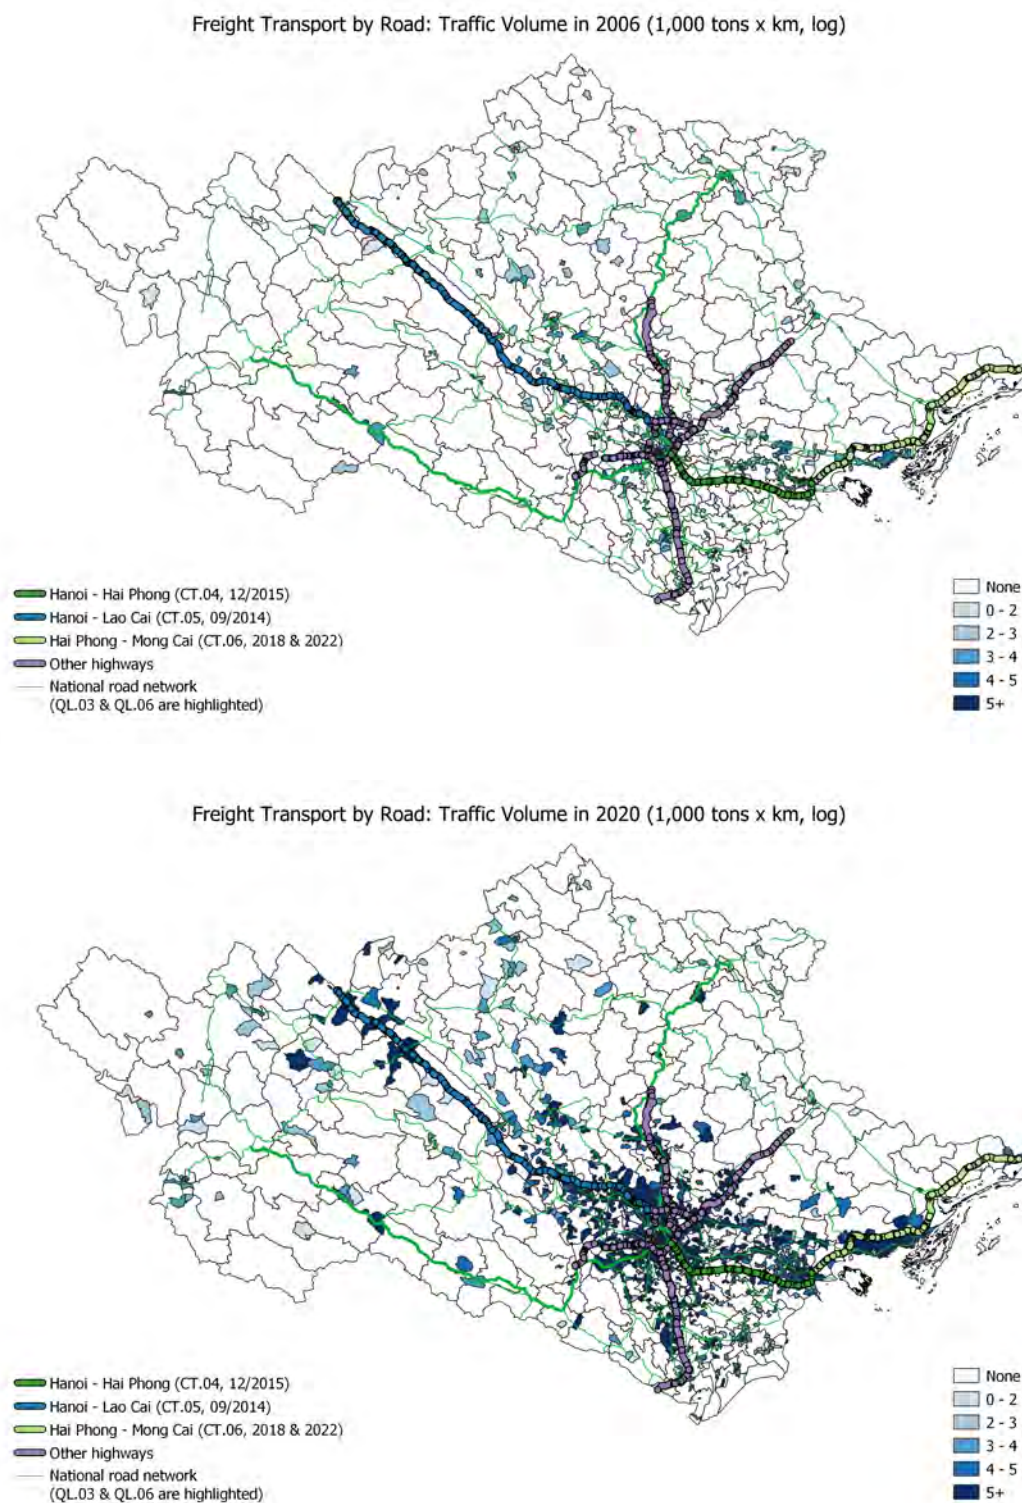 Freight Transport by Road: Traffic Volume in 2006 (1,000 tons x km, log)
Hanoi - Hai Phong (CT.04, 12/2015)
Hanoi - Lao Cai (CT.05, 09/2014)
Hai Phong - Mong Cai (CT.06, 2018 & 2022)
Other highways
National road network
(QL.03 & QL.06 are highlighted)
None
0 - 2
2 - 3
3 - 4
4 - 5
5+
Freight Transport by Road: Traffic Volume in 2020 (1,000 tons x km, log)
Hanoi - Hai Phong (CT.04, 12/2015)
Hanoi - Lao Cai (CT.05, 09/2014)
Hai Phong - Mong Cai (CT.06, 2018 & 2022)
Other highways
National road network
(QL.03 & QL.06 are highlighted)
None
0 - 2
2 - 3
3 - 4
4 - 5
5+